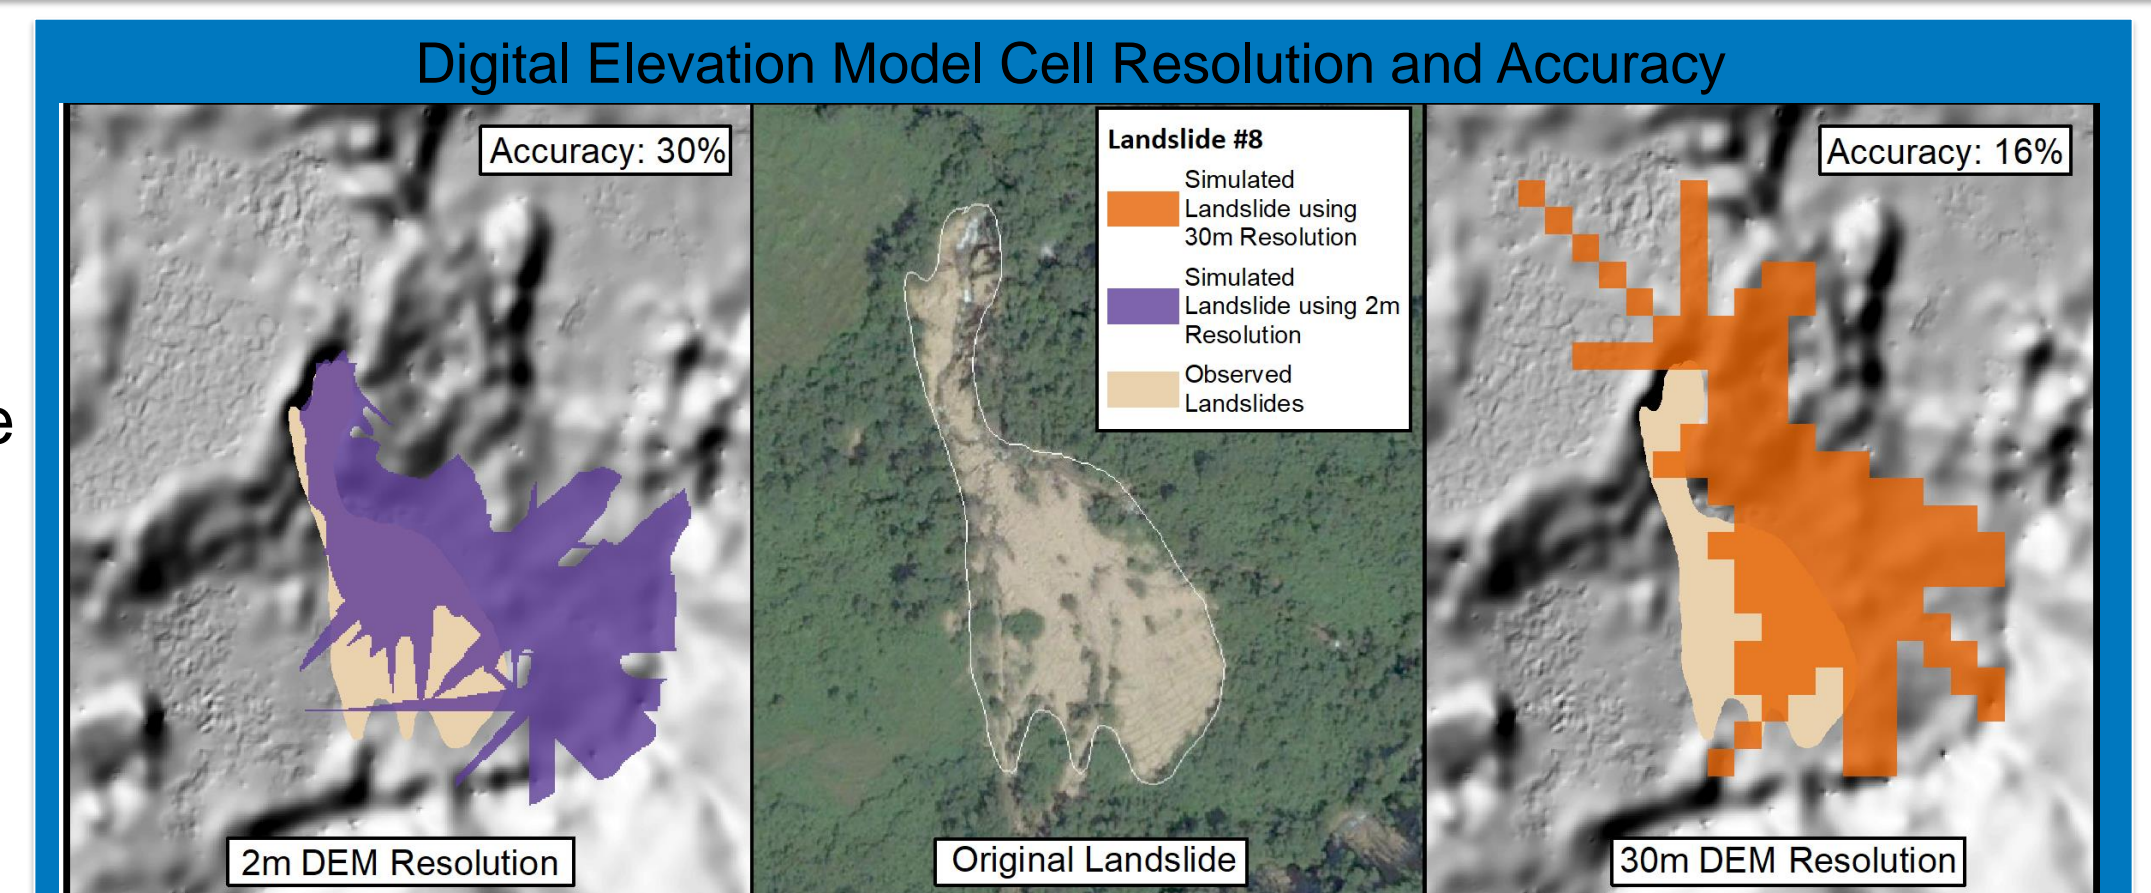 Digital Elevation Model Cell Resolution and Accuracy
Accuracy: 30%
Landslide #8
Simulated
Landslide using
30m Resolution
Simulated
Landslide using 2m
Resolution
Observed
Landslides
Accuracy: 16%
e
2m DEM Resolution
Original Landslide
30m DEM Resolution